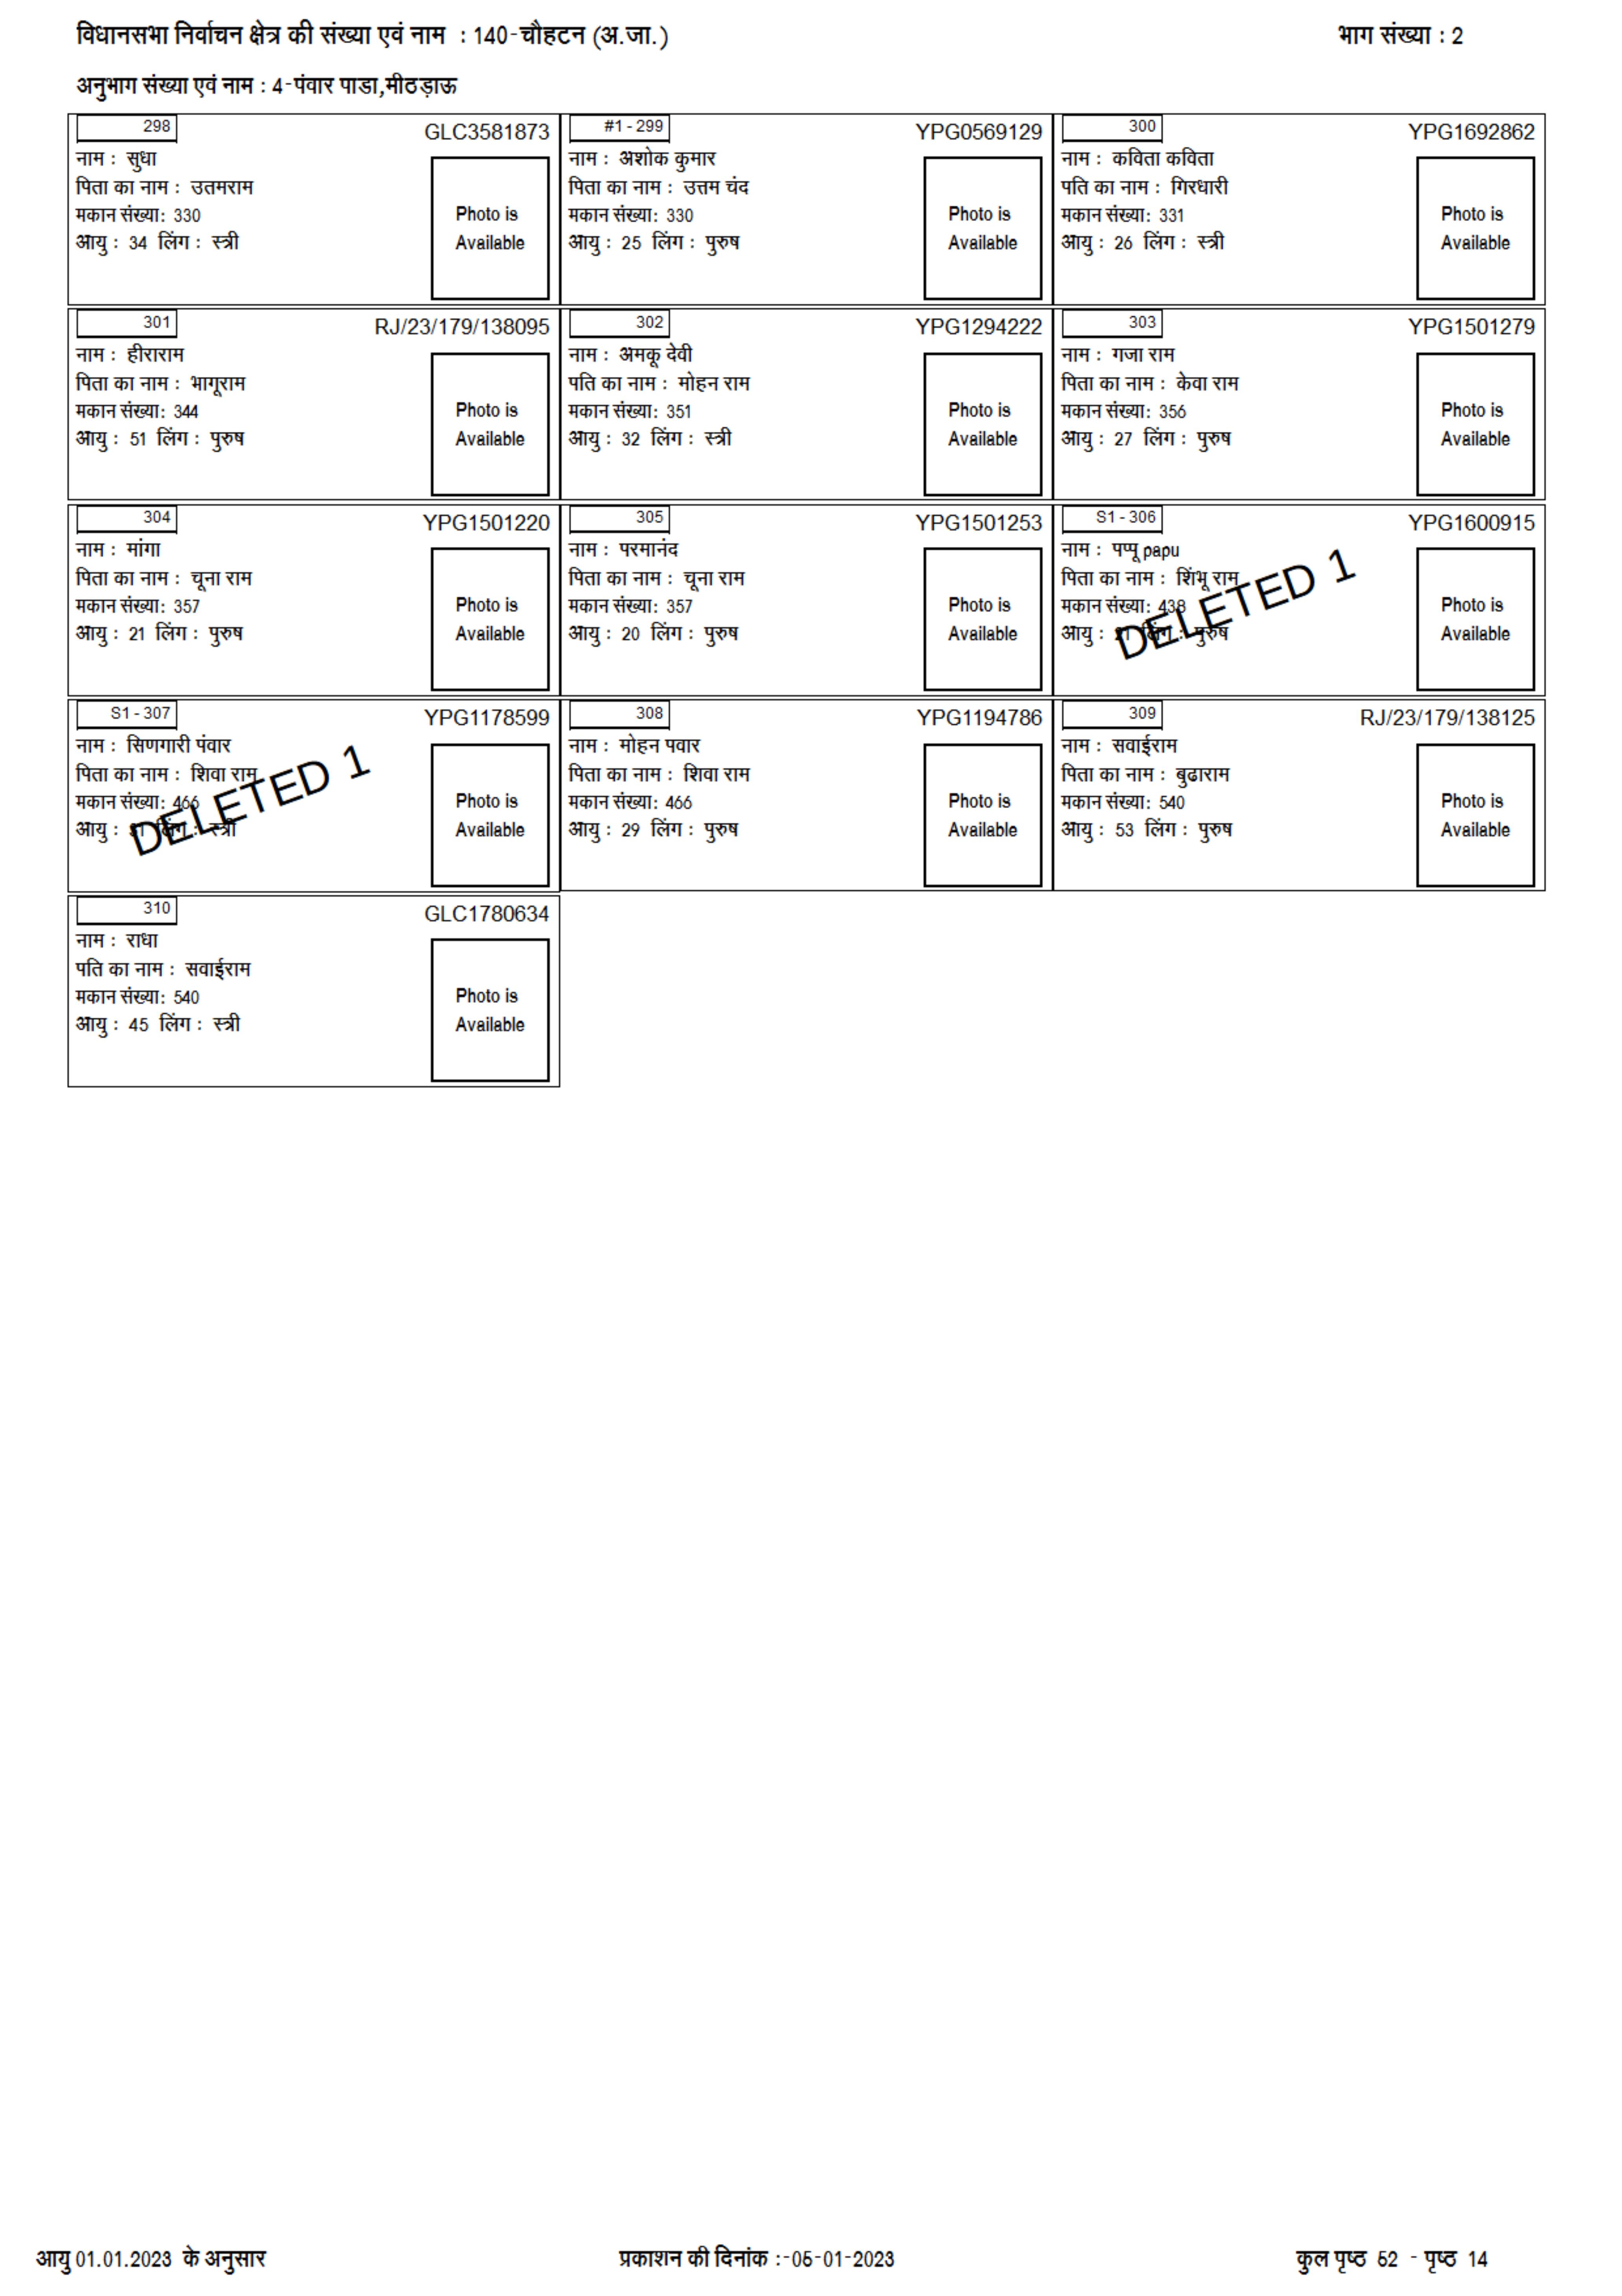 विधानसभा निर्वाचन क्षेत्र की संख्या एवं नाम : 140-चौहटन (अ.जा.)
भाग संख्या : 2
अनुभाग संख्या एवं नाम : 4-पंवार पाडा,मीठड़ाऊ
298 GLC3581873
नाम : सुधा
पिता का नाम : उतमराम
मकान संख्या: 330
आयु : 34 लिंग : स्त्री
Photo is
Available
#1 - 299 YPG0569129
नाम : अशोक कुमार
पिता का नाम : उत्तम चंद
मकान संख्या: 330
आयु : 25 लिंग : पुरुष
Photo is
Available
300 YPG1692862
नाम : कविता कविता
पति का नाम : गिरधारी
मकान संख्या: 331
आयु : 26 लिंग : स्त्री
Photo is
Available
301 RJ/23/179/138095
नाम : हीराराम
पिता का नाम : भागूराम
मकान संख्या: 344
आयु : 51 लिंग : पुरुष
Photo is
Available
302 YPG1294222
नाम : अमकू देवी
पति का नाम : मोहन राम
मकान संख्या: 351
आयु : 32 लिंग : स्त्री
Photo is
Available
303 YPG1501279
नाम : गजा राम
पिता का नाम : केवा राम
मकान संख्या: 356
आयु : 27 लिंग : पुरुष
Photo is
Available
304 YPG1501220
नाम : मांगा
पिता का नाम : चूना राम
मकान संख्या: 357
आयु : 21 लिंग : पुरुष
Photo is
Available
305 YPG1501253
नाम : परमानंद
पिता का नाम : चूना राम
मकान संख्या: 357
आयु : 20 लिंग : पुरुष
Photo is
Available
S1 - 306 YPG1600915
नाम : पप्पू papu
पिता का नाम : शिंभू राम
मकान संख्या: 438
आयु : लिंग : पुरुष
DELETED 1
Photo is
Available
S1 - 307 YPG1178599
नाम : सिणगारी पंवार
पिता का नाम : शिवा राम
मकान संख्या: 466
आयु : लिंग : स्त्री
DELETED 1
Photo is
Available
308 YPG1194786
नाम : मोहन पवार
पिता का नाम : शिवा राम
मकान संख्या: 466
आयु : 29 लिंग : पुरुष
Photo is
Available
309 RJ/23/179/138125
नाम : सवाईराम
पिता का नाम : बुढाराम
मकान संख्या: 540
आयु : 53 लिंग : पुरुष
Photo is
Available
310 GLC1780634
नाम : राधा
पति का नाम : सवाईराम
मकान संख्या: 540
आयु : 45 लिंग : स्त्री
Photo is
Available
आयु 01.01.2023 के अनुसार
प्रकाशन की दिनांक :-05-01-2023
कुल पृष्ठ 52 - पृष्ठ 14